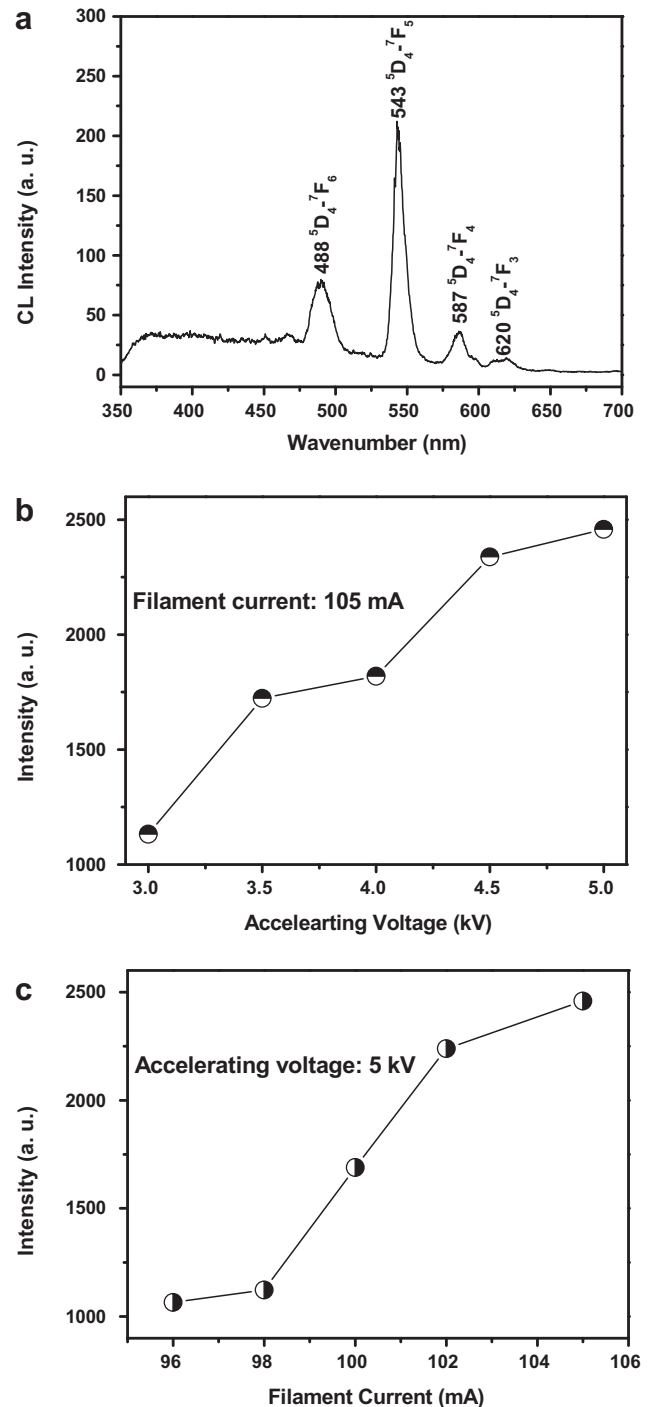 a
300
250
200
150
100
50
0
CL Intensity (a. u.)
488 ⁵D₄-⁷F₆
543 ⁵D₄-⁷F₅
587 ⁵D₄-⁷F₄
620 ⁵D₄-⁷F₃
350 400 450 500 550 600 650 700
Wavenumber (nm)
b
2500
2000
1500
1000
Intensity (a. u.)
Filament current: 105 mA
3.0 3.5 4.0 4.5 5.0
Accelearting Voltage (kV)
c
2500
2000
1500
1000
Intensity (a. u.)
Accelerating voltage: 5 kV
96 98 100 102 104 106
Filament Current (mA)